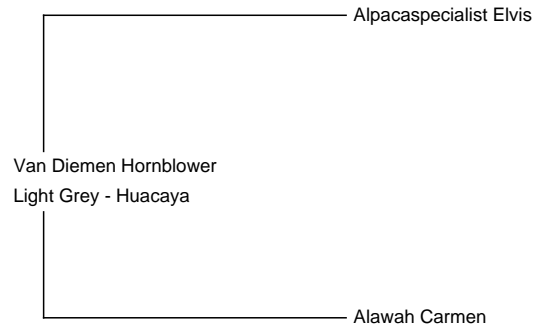 Alpacaspecialist Elvis
Van Diemen Hornblower
Light Grey - Huacaya
Alawah Carmen